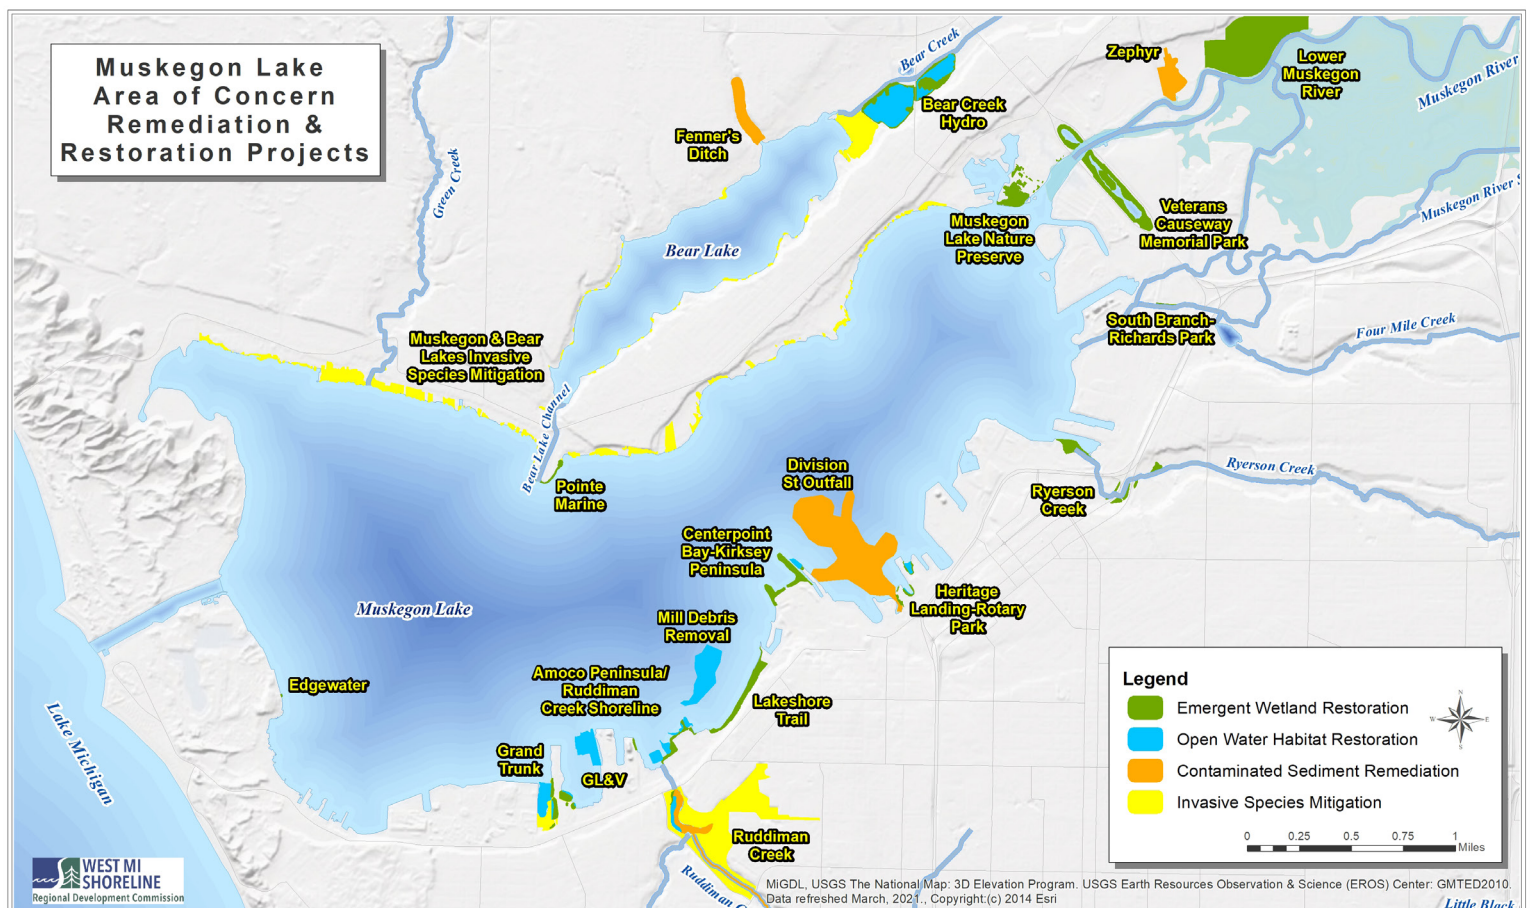 Muskegon Lake
Area of Concern
Remediation &
Restoration Projects
Green Creek
Bear Creek
Zephyr
Lower
Muskegon
River
Muskegon River
Fenner's
Ditch
Bear Creek
Hydro
Muskegon River S
Veterans
Causeway
Memorial Park
Muskegon
Lake Nature
Preserve
Bear Lake
South Branch-
Richards Park
Four Mile Creek
Muskegon & Bear
Lakes Invasive
Species Mitigation
Bear Lake Channel
Pointe
Marine
Division
St Outfall
Ryerson Creek
Ryerson
Creek
Centerpoint
Bay-Kirksey
Peninsula
Heritage
Landing-Rotary
Park
Muskegon Lake
Mill Debris
Removal
Amoco Peninsula/
Ruddiman
Creek Shoreline
Edgewater
Lakeshore
Trail
Lake Michigan
Grand
Trunk
GL&V
Ruddiman
Creek
Ruddiman C
Legend
Emergent Wetland Restoration
Open Water Habitat Restoration
Contaminated Sediment Remediation
Invasive Species Mitigation
N
W E
S
0 0.25 0.5 0.75 1
Miles
WEST MI
SHORELINE
Regional Development Commission
MiGDL, USGS The National Map: 3D Elevation Program. USGS Earth Resources Observation & Science (EROS) Center: GMTED2010.
Data refreshed March, 2021., Copyright:(c) 2014 Esri
Little Black